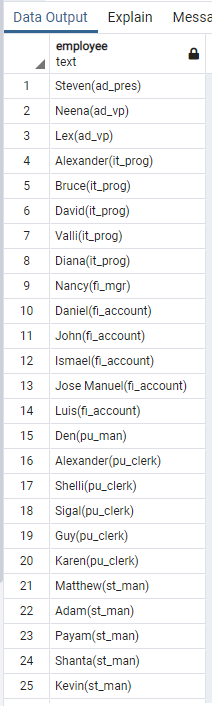 Data Output Explain Messa
employee
text
1 Steven(ad_pres)
2 Neena(ad_vp)
3 Lex(ad_vp)
4 Alexander(it_prog)
5 Bruce(it_prog)
6 David(it_prog)
7 Valli(it_prog)
8 Diana(it_prog)
9 Nancy(fi_mgr)
10 Daniel(fi_account)
11 John(fi_account)
12 Ismael(fi_account)
13 Jose Manuel(fi_account)
14 Luis(fi_account)
15 Den(pu_man)
16 Alexander(pu_clerk)
17 Shelli(pu_clerk)
18 Sigal(pu_clerk)
19 Guy(pu_clerk)
20 Karen(pu_clerk)
21 Matthew(st_man)
22 Adam(st_man)
23 Payam(st_man)
24 Shanta(st_man)
25 Kevin(st_man)